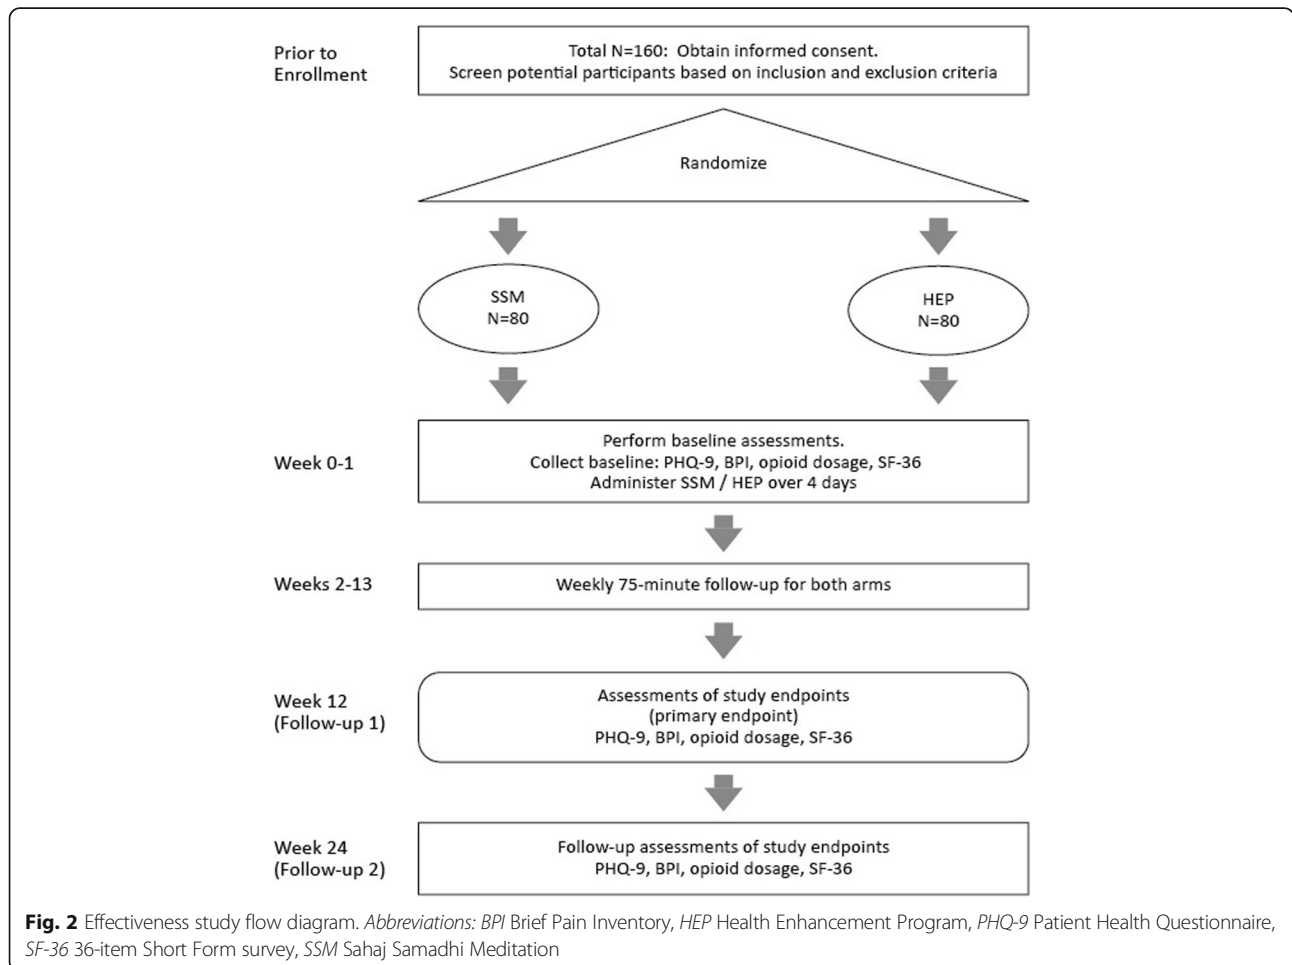 Prior to
Enrollment
Total N=160: Obtain informed consent.
Screen potential participants based on inclusion and exclusion criteria
Randomize
SSM
N=80
HEP
N=80
Week 0-1
Perform baseline assessments.
Collect baseline: PHQ-9, BPI, opioid dosage, SF-36
Administer SSM / HEP over 4 days
Weeks 2-13
Weekly 75-minute follow-up for both arms
Week 12
(Follow-up 1)
Assessments of study endpoints
(primary endpoint)
PHQ-9, BPI, opioid dosage, SF-36
Week 24
(Follow-up 2)
Follow-up assessments of study endpoints
PHQ-9, BPI, opioid dosage, SF-36
Fig. 2 Effectiveness study flow diagram. Abbreviations: BPI Brief Pain Inventory, HEP Health Enhancement Program, PHQ-9 Patient Health Questionnaire,
SF-36 36-item Short Form survey, SSM Sahaj Samadhi Meditation